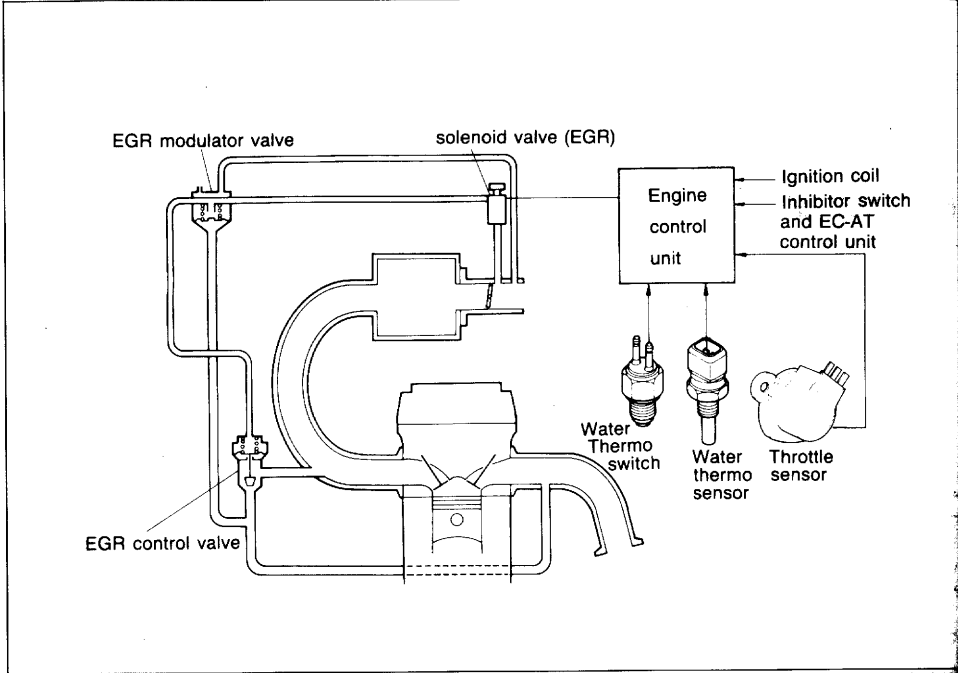 EGR modulator valve
solenoid valve (EGR)
Engine
control
unit
Ignition coil
Inhibitor switch
and EC-AT
control unit
Water
Thermo
switch
Water
thermo
sensor
Throttle
sensor
EGR control valve